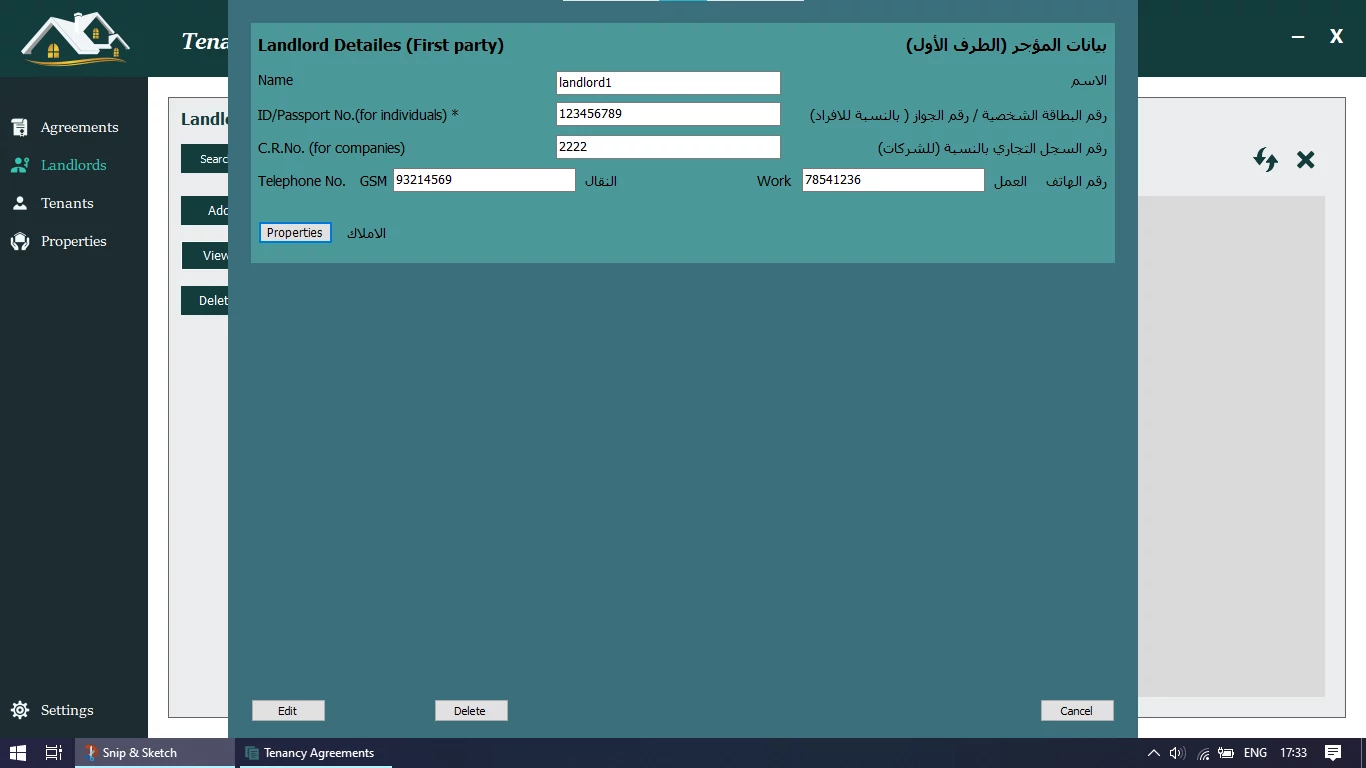 Tena
X
Agreements
Landlords
Tenants
Properties
Settings
Landlo
Searc
Add
View
Delet
Landlord Detailes (First party) بيانات المؤجر (الطرف الأول)
Name landlord1 الاسم
ID/Passport No.(for individuals) * 123456789 رقم البطاقة الشخصية / رقم الجواز ( بالنسبة للافراد)
C.R.No. (for companies) 2222 رقم السجل التجاري بالنسبة (للشركات)
Telephone No. GSM 93214569 النقال Work 78541236 العمل رقم الهاتف
Properties الاملاك
Edit Delete Cancel
Snip & Sketch Tenancy Agreements ENG 17:33